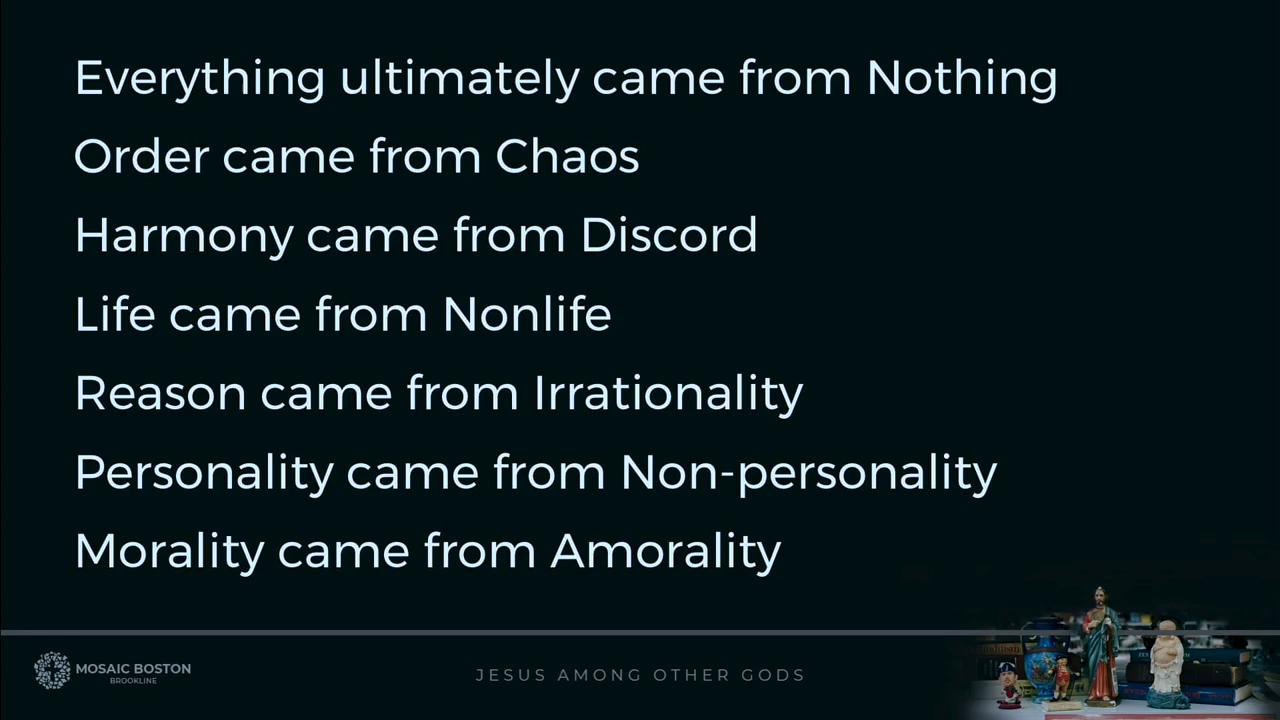 Everything ultimately came from Nothing
Order came from Chaos
Harmony came from Discord
Life came from Nonlife
Reason came from Irrationality
Personality came from Non-personality
Morality came from Amorality
MOSAIC BOSTON
BROOKLINE
JESUS AMONG OTHER GODS